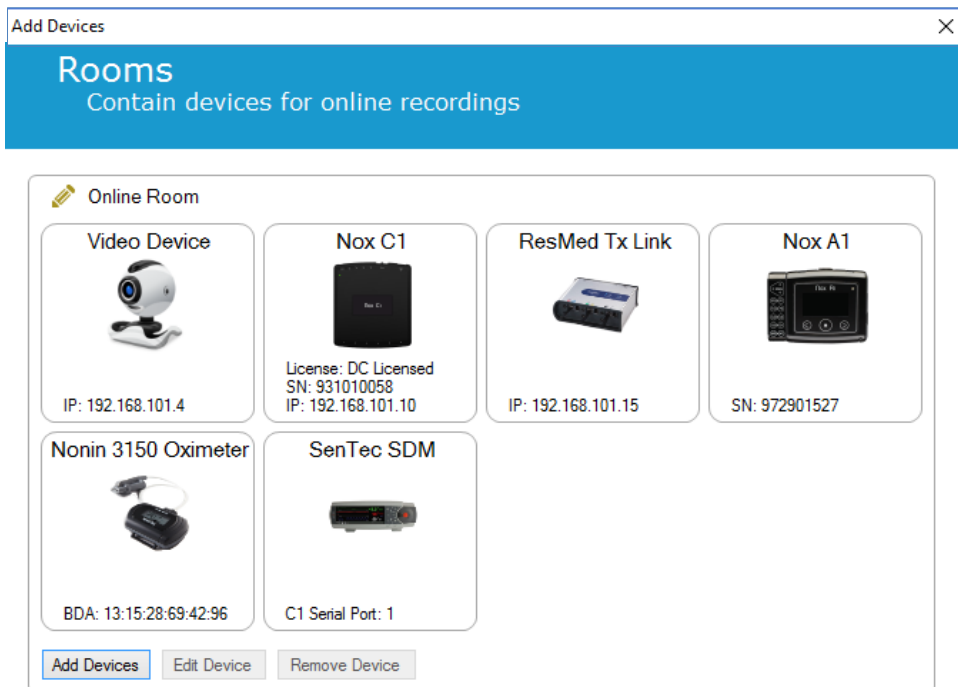 Add Devices
Rooms
Contain devices for online recordings
Online Room
Video Device
IP: 192.168.101.4
Nox C1
Nox C1
License: DC Licensed
SN: 931010058
IP: 192.168.101.10
ResMed Tx Link
IP: 192.168.101.15
Nox A1
SN: 972901527
Nonin 3150 Oximeter
BDA: 13:15:28:69:42:96
SenTec SDM
C1 Serial Port: 1
Add Devices
Edit Device
Remove Device